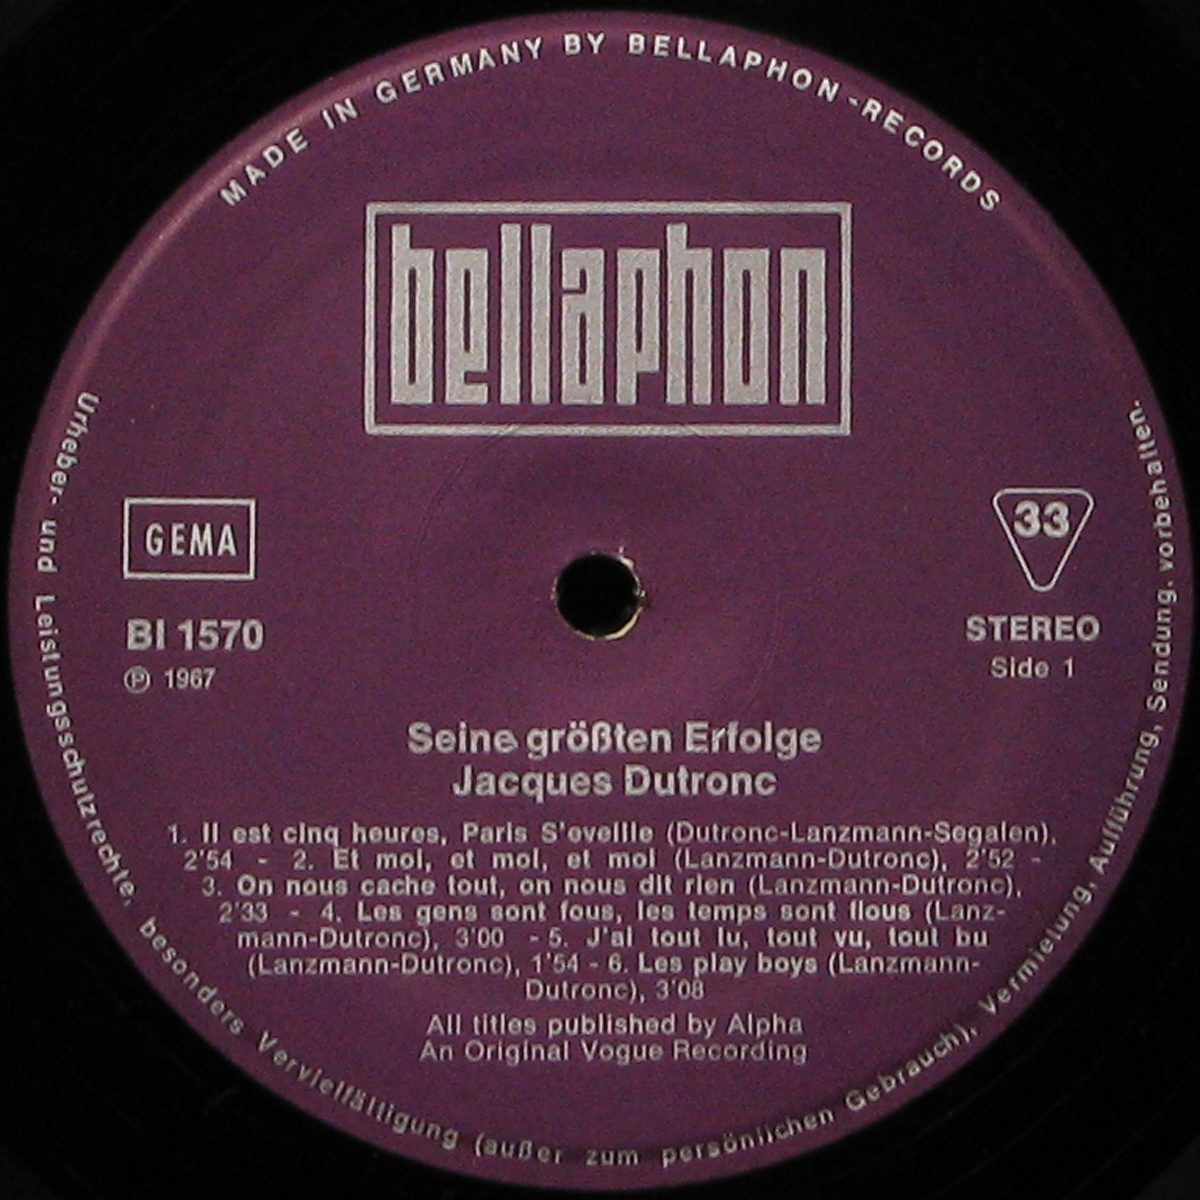 MADE IN GERMANY BY BELLAPHON-RECORDS
bellaphon
GEMA
33
BI 1570
STEREO
℗ 1967
Side 1
Seine größten Erfolge
Jacques Dutronc
1. Il est cinq heures, Paris S'eveille (Dutronc-Lanzmann-Segalen),
2'54 - 2. Et moi, et moi, et moi (Lanzmann-Dutronc), 2'52 -
3. On nous cache tout, on nous dit rien (Lanzmann-Dutronc),
2'33 - 4. Les gens sont fous, les temps sont flous (Lanz-
mann-Dutronc), 3'00 - 5. J'ai tout lu, tout vu, tout bu
(Lanzmann-Dutronc), 1'54 - 6. Les play boys (Lanzmann-
Dutronc), 3'08
All titles published by Alpha
An Original Vogue Recording
Urheber- und Leistungsschutzrechte, besonders Vervielfältigung (außer zum persönlichen Gebrauch), Vermietung, Aufführung, Sendung, vorbehalten.